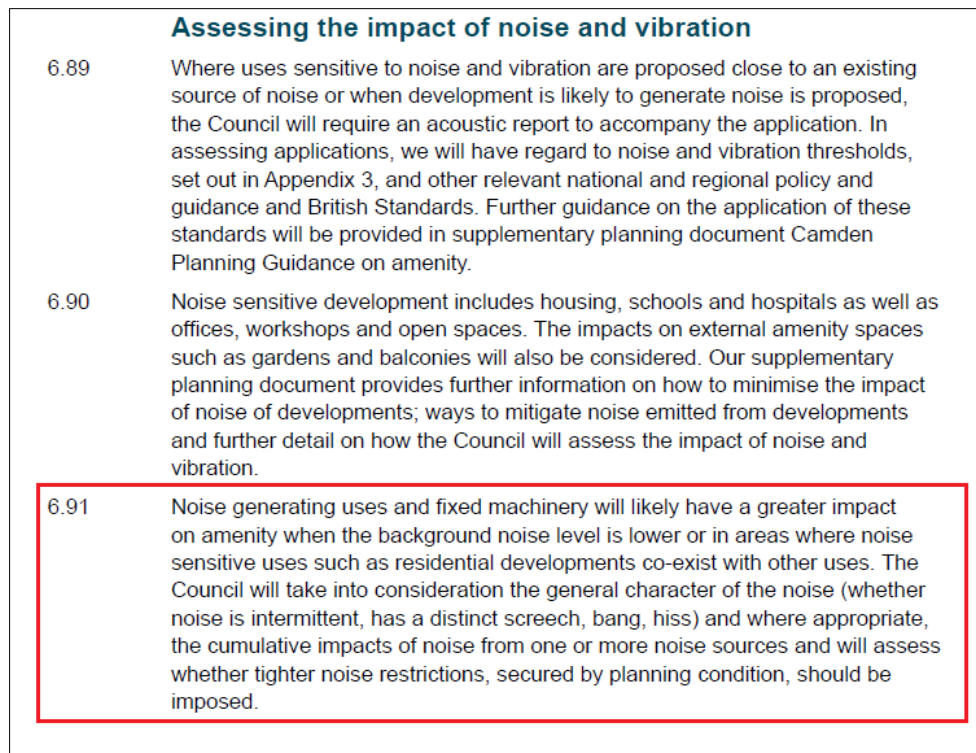 Assessing the impact of noise and vibration
6.89 Where uses sensitive to noise and vibration are proposed close to an existing
source of noise or when development is likely to generate noise is proposed,
the Council will require an acoustic report to accompany the application. In
assessing applications, we will have regard to noise and vibration thresholds,
set out in Appendix 3, and other relevant national and regional policy and
guidance and British Standards. Further guidance on the application of these
standards will be provided in supplementary planning document Camden
Planning Guidance on amenity.
6.90 Noise sensitive development includes housing, schools and hospitals as well as
offices, workshops and open spaces. The impacts on external amenity spaces
such as gardens and balconies will also be considered. Our supplementary
planning document provides further information on how to minimise the impact
of noise of developments; ways to mitigate noise emitted from developments
and further detail on how the Council will assess the impact of noise and
vibration.
6.91 Noise generating uses and fixed machinery will likely have a greater impact
on amenity when the background noise level is lower or in areas where noise
sensitive uses such as residential developments co-exist with other uses. The
Council will take into consideration the general character of the noise (whether
noise is intermittent, has a distinct screech, bang, hiss) and where appropriate,
the cumulative impacts of noise from one or more noise sources and will assess
whether tighter noise restrictions, secured by planning condition, should be
imposed.